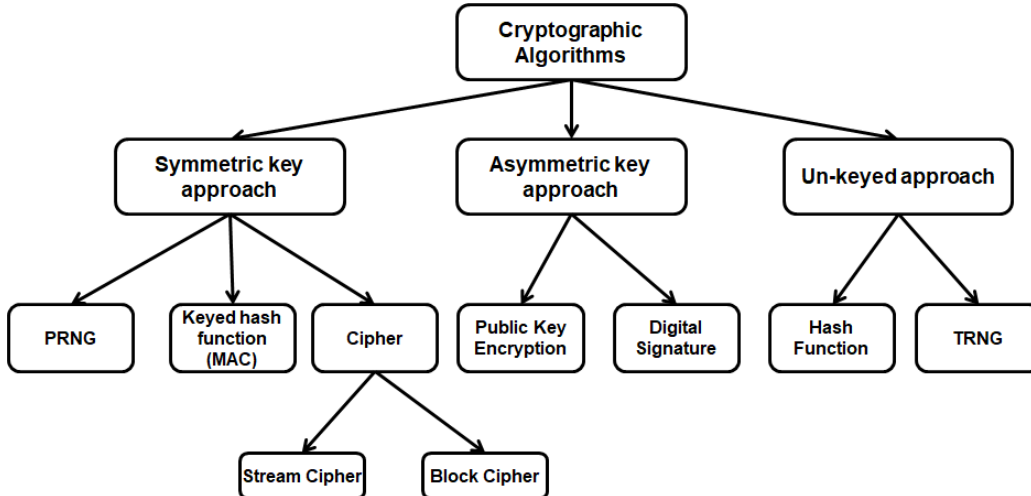 Cryptographic
Algorithms
Symmetric key
approach
Asymmetric key
approach
Un-keyed approach
PRNG
Keyed hash
function
(MAC)
Cipher
Public Key
Encryption
Digital
Signature
Hash
Function
TRNG
Stream Cipher
Block Cipher